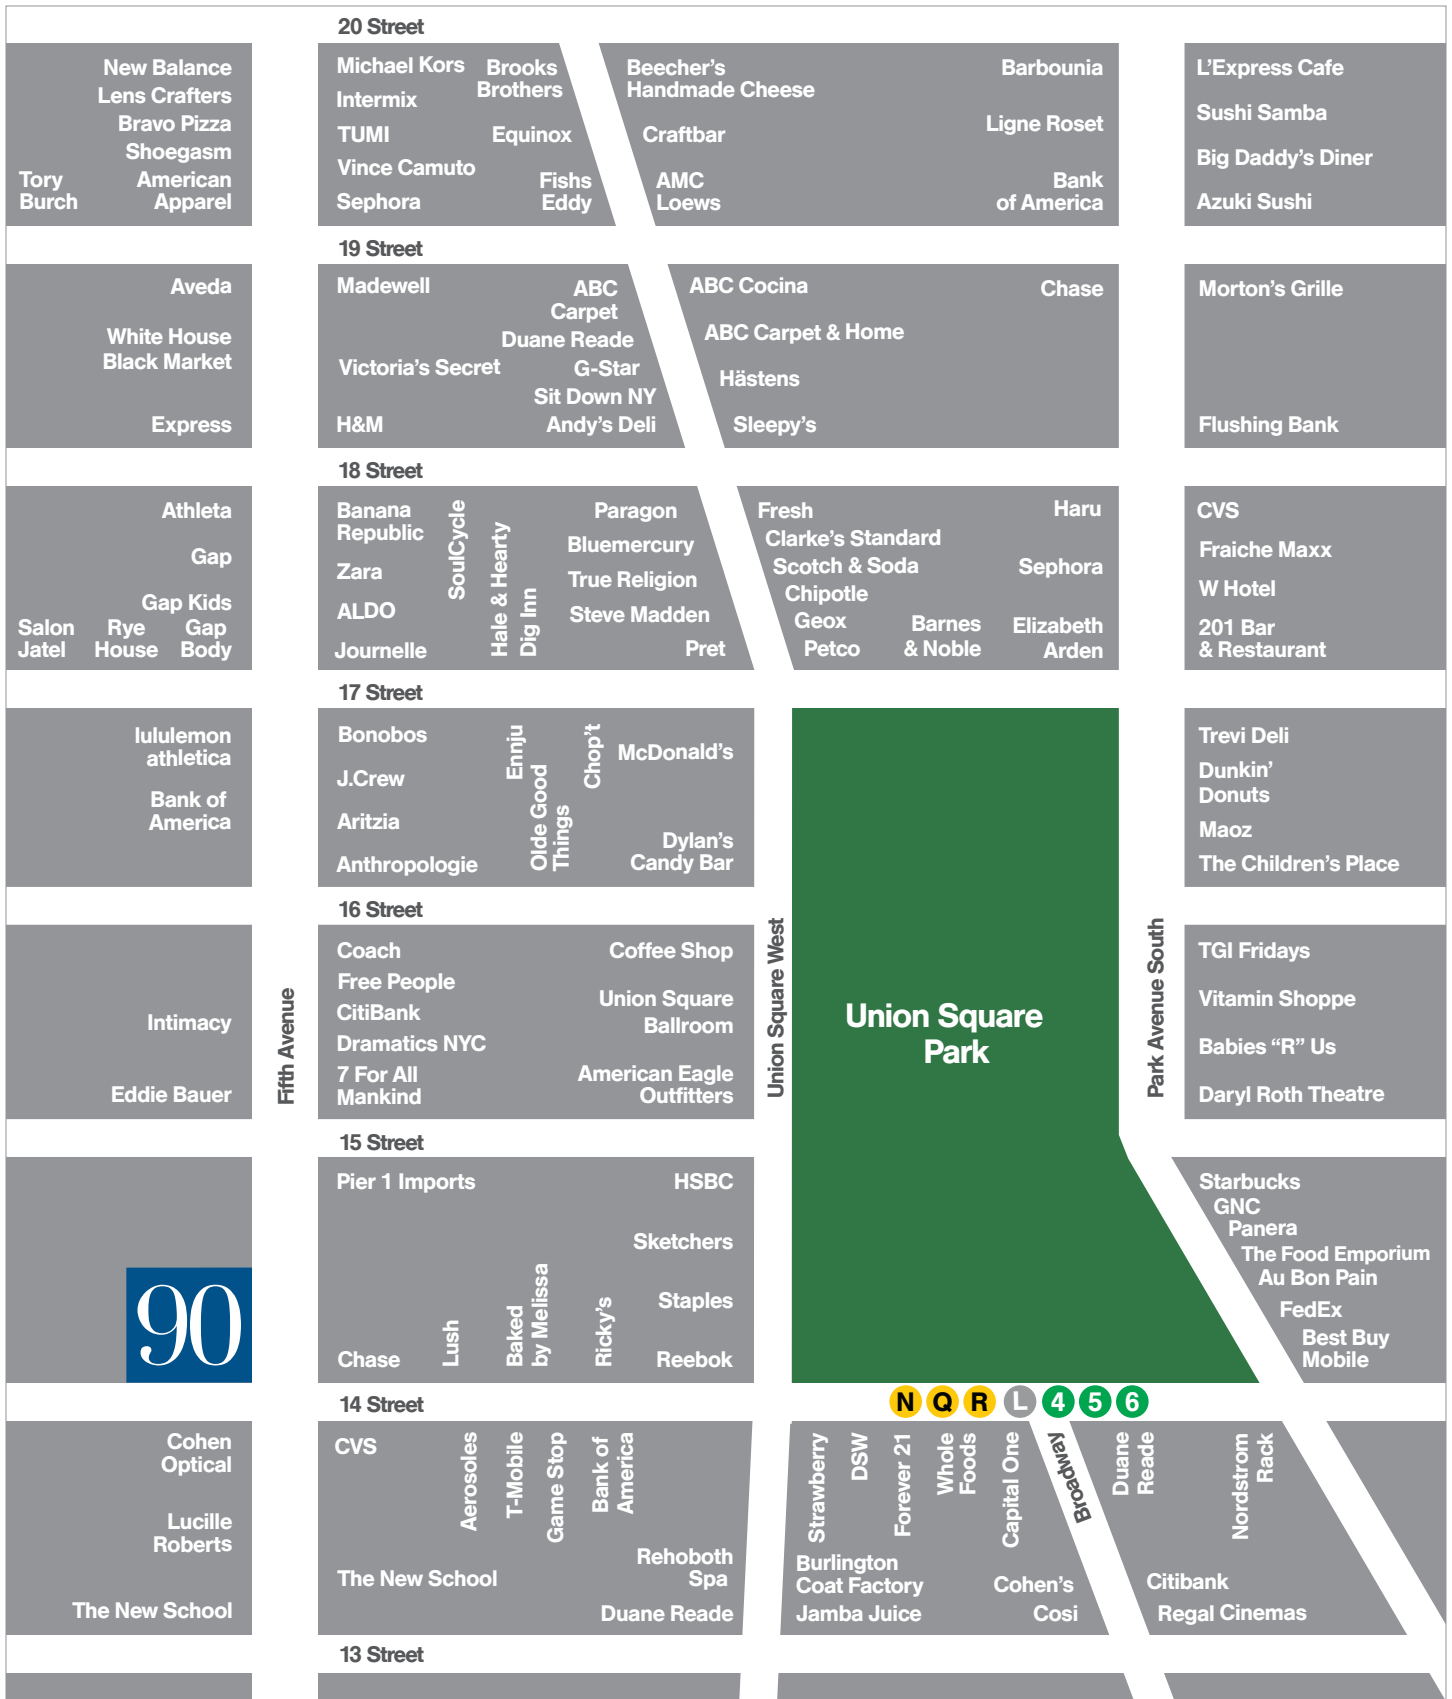 20 Street
New Balance
Lens Crafters
Bravo Pizza
Shoegasm
Tory
Burch
American
Apparel
Michael Kors
Intermix
TUMI
Vince Camuto
Sephora
Brooks
Brothers
Equinox
Fishs
Eddy
Beecher's
Handmade Cheese
Craftbar
AMC
Loews
Barbounia
Ligne Roset
Bank
of America
L'Express Cafe
Sushi Samba
Big Daddy's Diner
Azuki Sushi
19 Street
Aveda
White House
Black Market
Express
Madewell
Victoria's Secret
H&M
ABC
Carpet
Duane Reade
G-Star
Sit Down NY
Andy's Deli
ABC Cocina
ABC Carpet & Home
Hästens
Sleepy's
Chase
Morton's Grille
Flushing Bank
18 Street
Athleta
Gap
Gap Kids
Salon
Jatel
Rye
House
Gap
Body
Banana
Republic
Zara
ALDO
Journelle
SoulCycle
Hale & Hearty
Dig Inn
Paragon
Bluemercury
True Religion
Steve Madden
Pret
Fresh
Clarke's Standard
Scotch & Soda
Chipotle
Geox
Petco
Barnes
& Noble
Haru
Sephora
Elizabeth
Arden
CVS
Fraiche Maxx
W Hotel
201 Bar
& Restaurant
17 Street
lululemon
athletica
Bank of
America
Bonobos
J.Crew
Aritzia
Anthropologie
Ennju
Olde Good
Things
Chop't
McDonald's
Dylan's
Candy Bar
Trevi Deli
Dunkin'
Donuts
Maoz
The Children's Place
16 Street
Intimacy
Eddie Bauer
Fifth Avenue
Coach
Free People
CitiBank
Dramatics NYC
7 For All
Mankind
Coffee Shop
Union Square
Ballroom
American Eagle
Outfitters
Union Square West
Union Square
Park
Park Avenue South
TGI Fridays
Vitamin Shoppe
Babies “R” Us
Daryl Roth Theatre
15 Street
90
Pier 1 Imports
Chase
Lush
Baked
by Melissa
Ricky's
HSBC
Sketchers
Staples
Reebok
Starbucks
GNC
Panera
The Food Emporium
Au Bon Pain
FedEx
Best Buy
Mobile
14 Street
N Q R L 4 5 6
Cohen
Optical
Lucille
Roberts
The New School
CVS
Aerosoles
T-Mobile
Game Stop
Bank of
America
The New School
Rehoboth
Spa
Duane Reade
Strawberry
DSW
Forever 21
Whole
Foods
Capital One
Burlington
Coat Factory
Jamba Juice
Cohen's
Cosi
Broadway
Duane
Reade
Nordstrom
Rack
Citibank
Regal Cinemas
13 Street